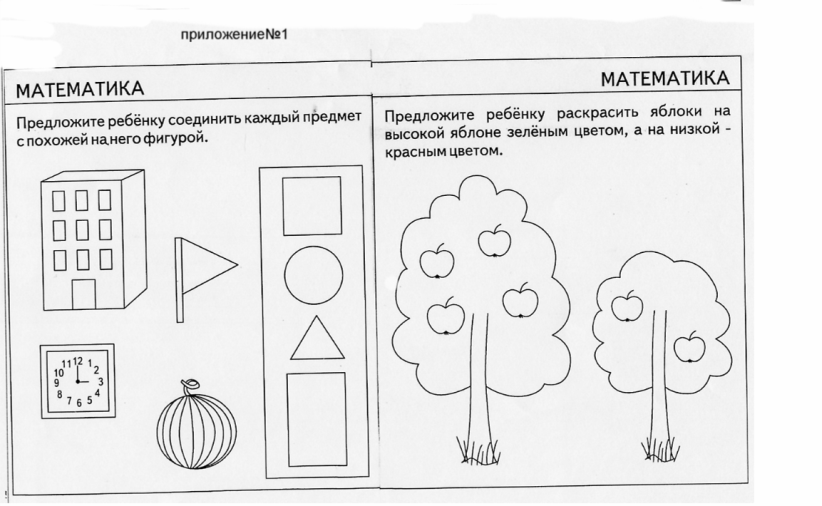 приложение№1
МАТЕМАТИКА
Предложите ребёнку соединить каждый предмет
с похожей на него фигурой.
11 12 1
10 2
9 3
8 4
7 6 5
МАТЕМАТИКА
Предложите ребёнку раскрасить яблоки на
высокой яблоне зелёным цветом, а на низкой -
красным цветом.